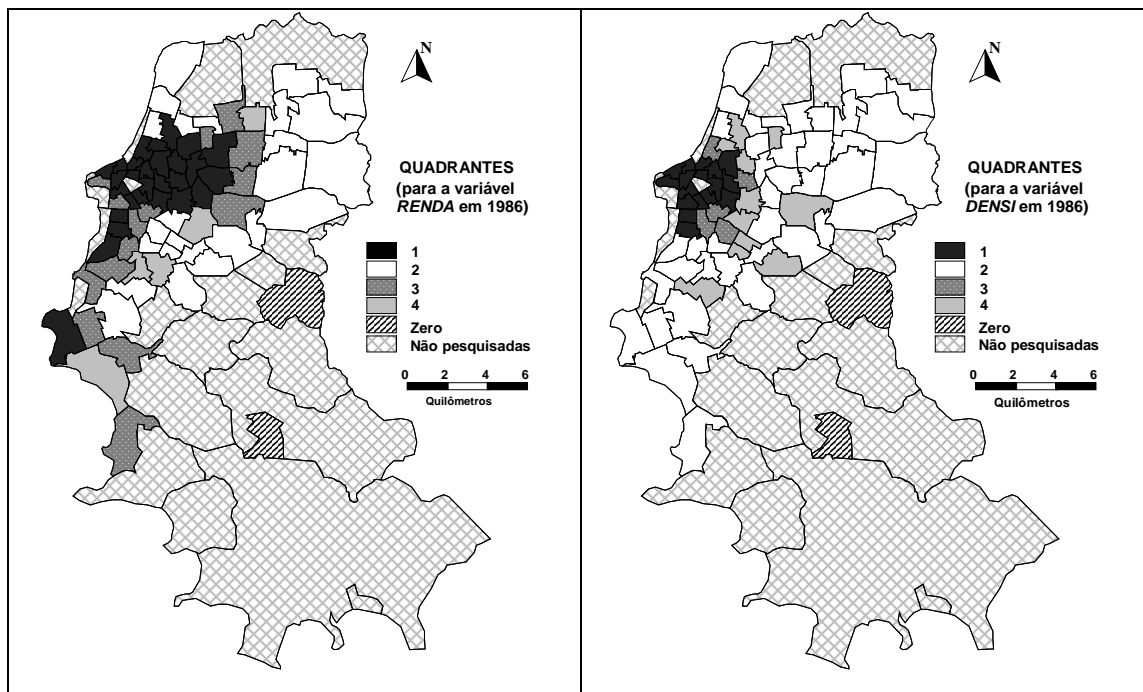 N
QUADRANTES
(para a variável
RENDA em 1986)
1
2
3
4
Zero
Não pesquisadas
0 2 4 6
Quilômetros
N
QUADRANTES
(para a variável
DENSI em 1986)
1
2
3
4
Zero
Não pesquisadas
0 2 4 6
Quilômetros